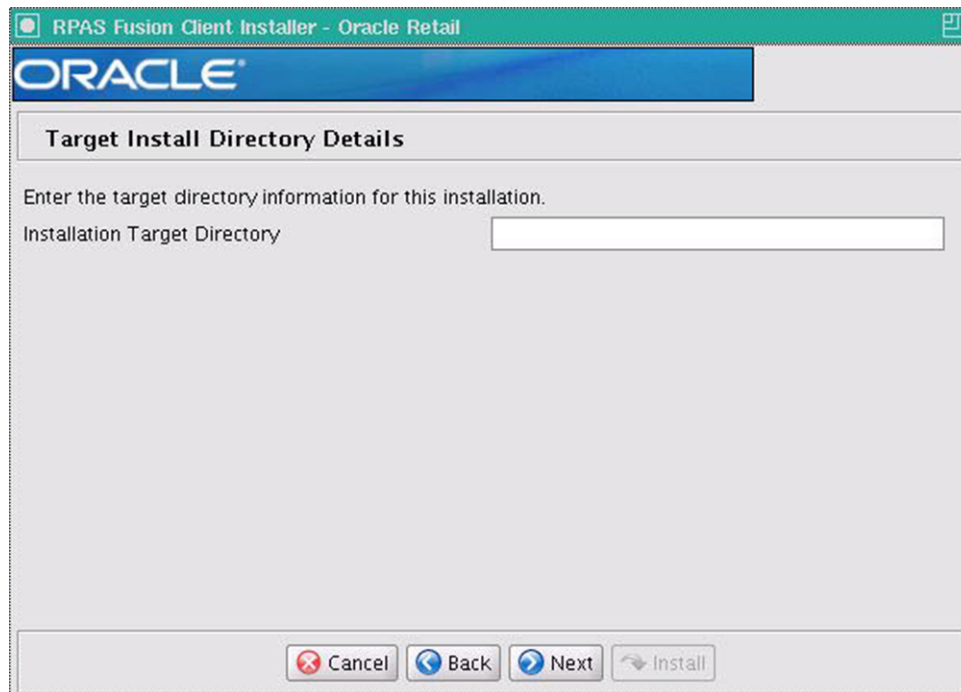 RPAS Fusion Client Installer - Oracle Retail
ORACLE®
Target Install Directory Details
Enter the target directory information for this installation.
Installation Target Directory
Cancel Back Next Install